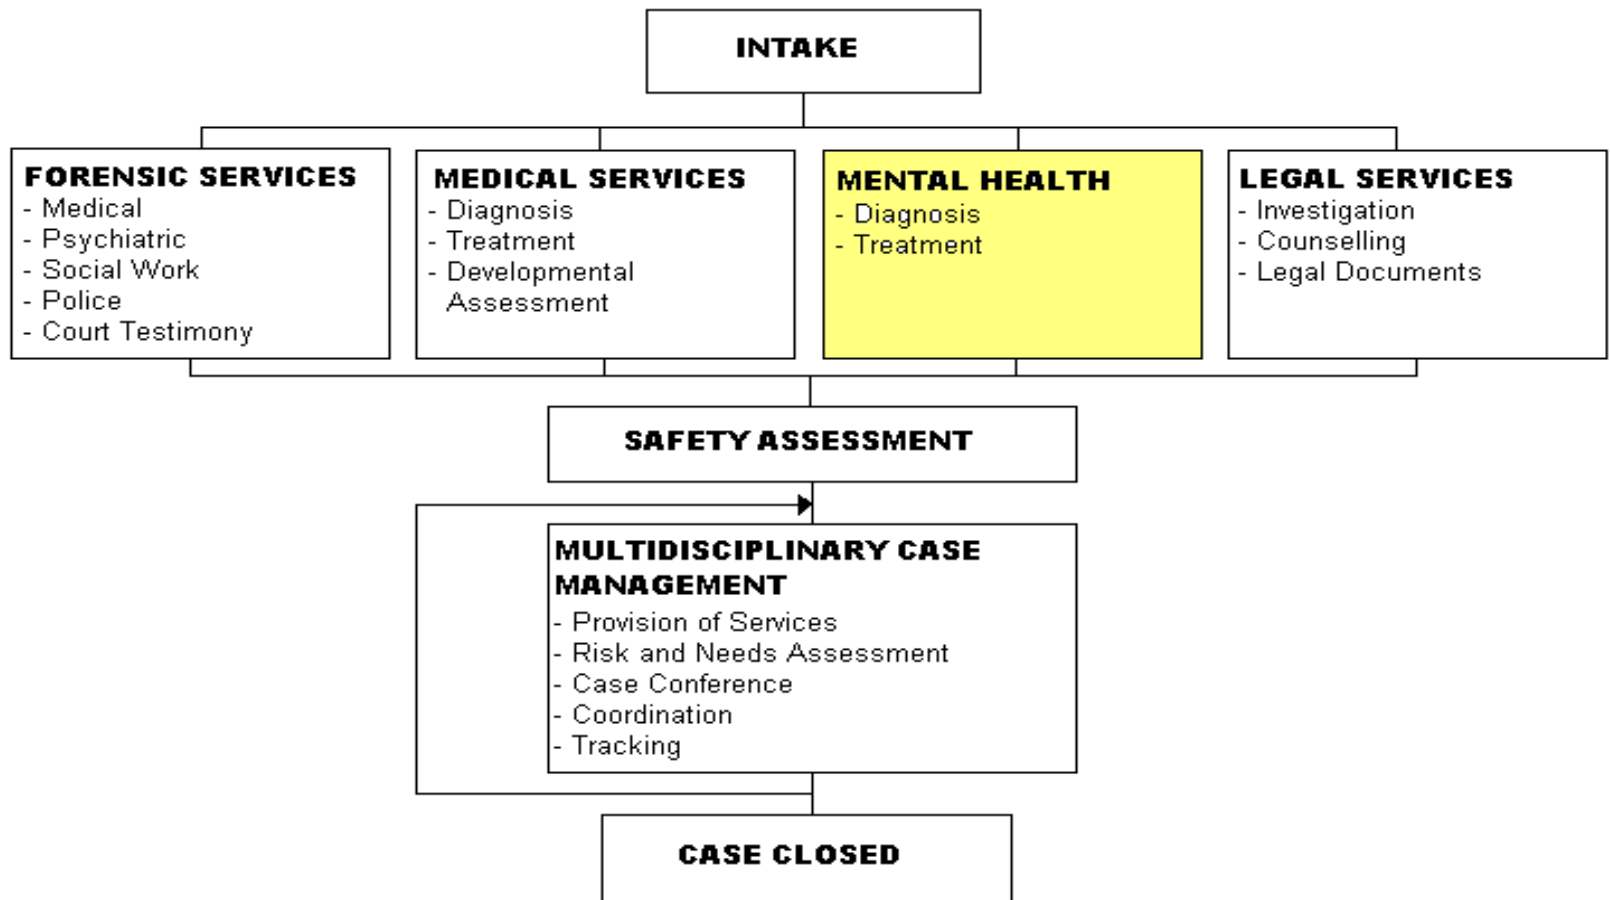 INTAKE
FORENSIC SERVICES
- Medical
- Psychiatric
- Social Work
- Police
- Court Testimony
MEDICAL SERVICES
- Diagnosis
- Treatment
- Developmental
Assessment
MENTAL HEALTH
- Diagnosis
- Treatment
LEGAL SERVICES
- Investigation
- Counselling
- Legal Documents
SAFETY ASSESSMENT
MULTIDISCIPLINARY CASE
MANAGEMENT
- Provision of Services
- Risk and Needs Assessment
- Case Conference
- Coordination
- Tracking
CASE CLOSED